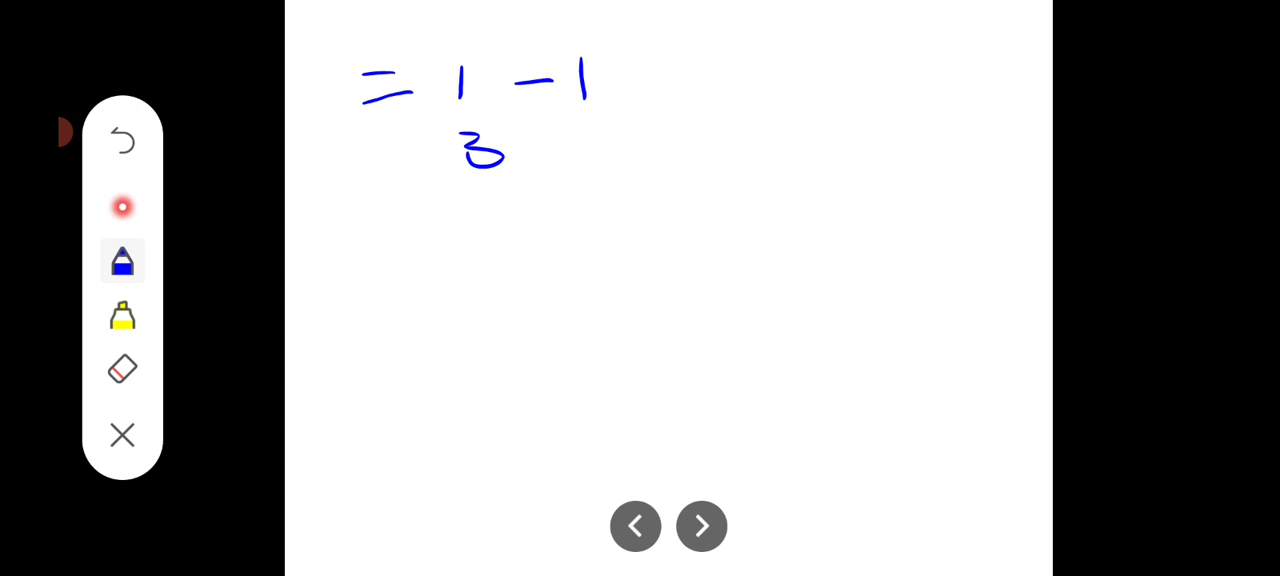 = 1 - 1
3